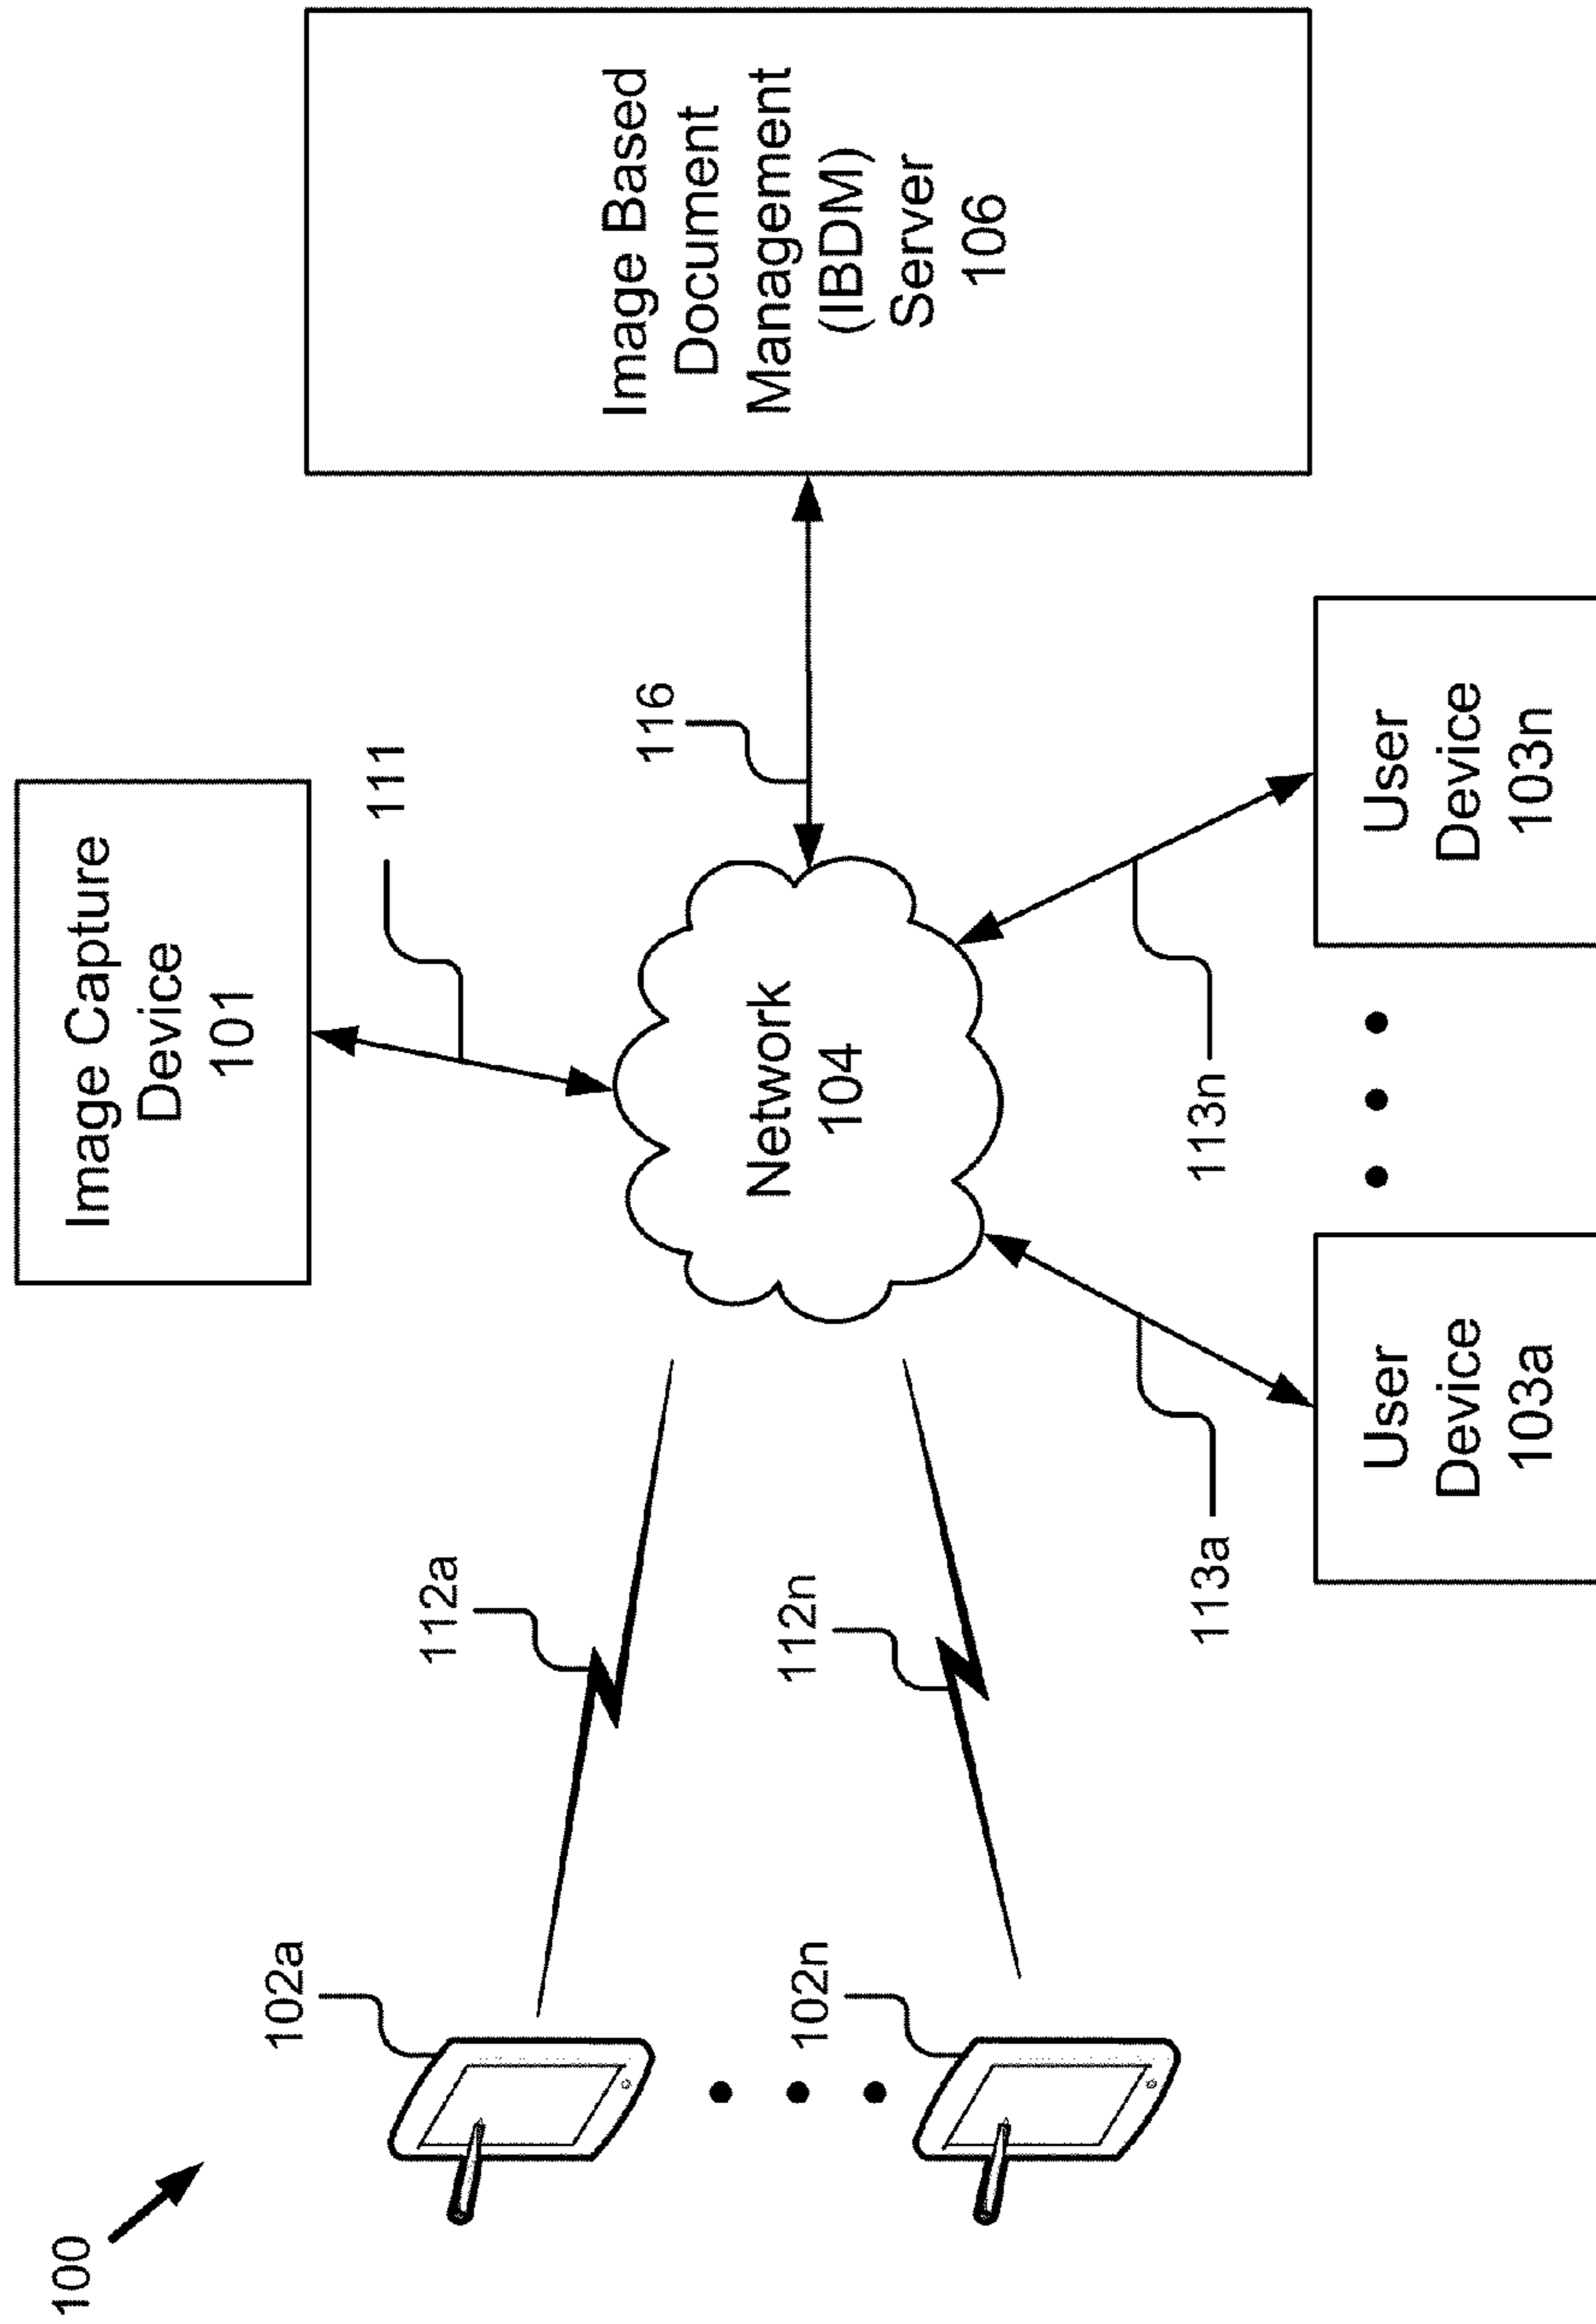 100
102a
102n
112a
112n
Image Capture
Device
101
111
Network
104
116
Image Based
Document
Management
(IBDM)
Server
106
113a
113n
User
Device
103a
User
Device
103n